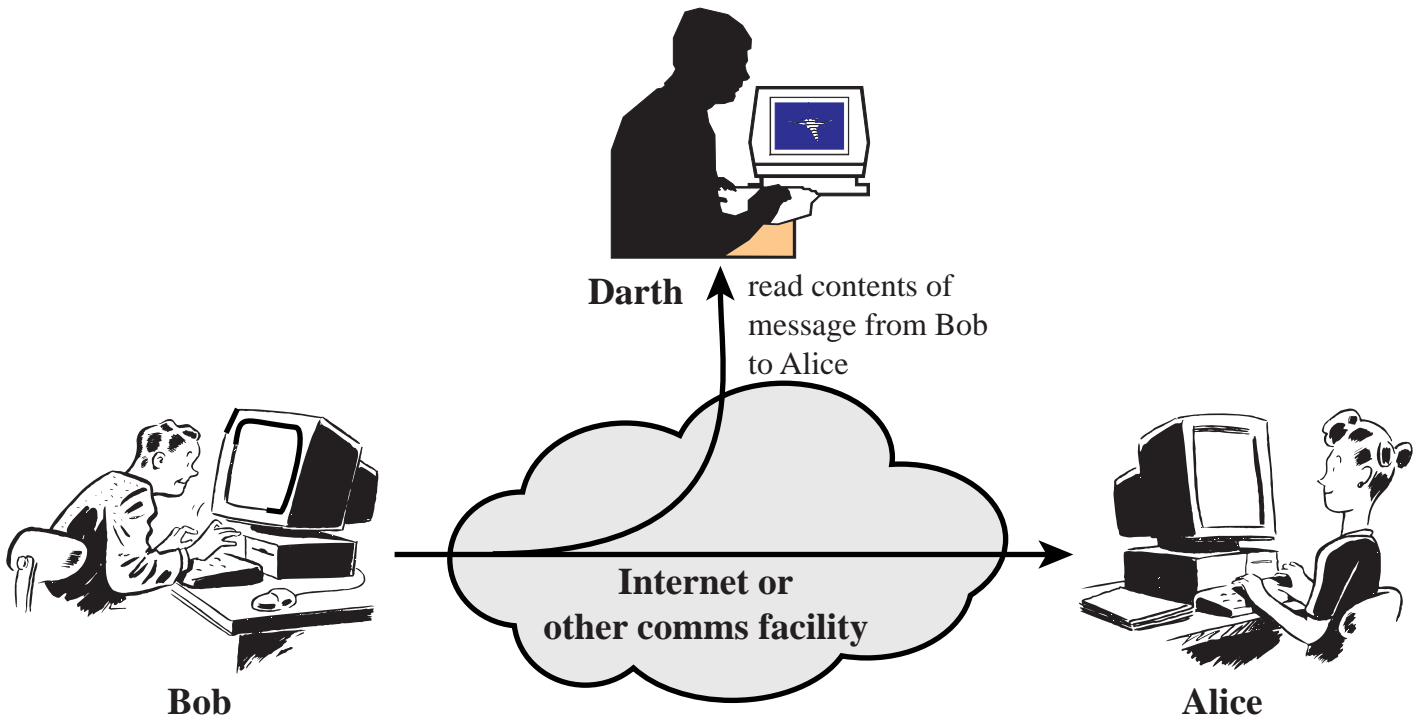 Darth
read contents of
message from Bob
to Alice
Internet or
other comms facility
Bob
Alice